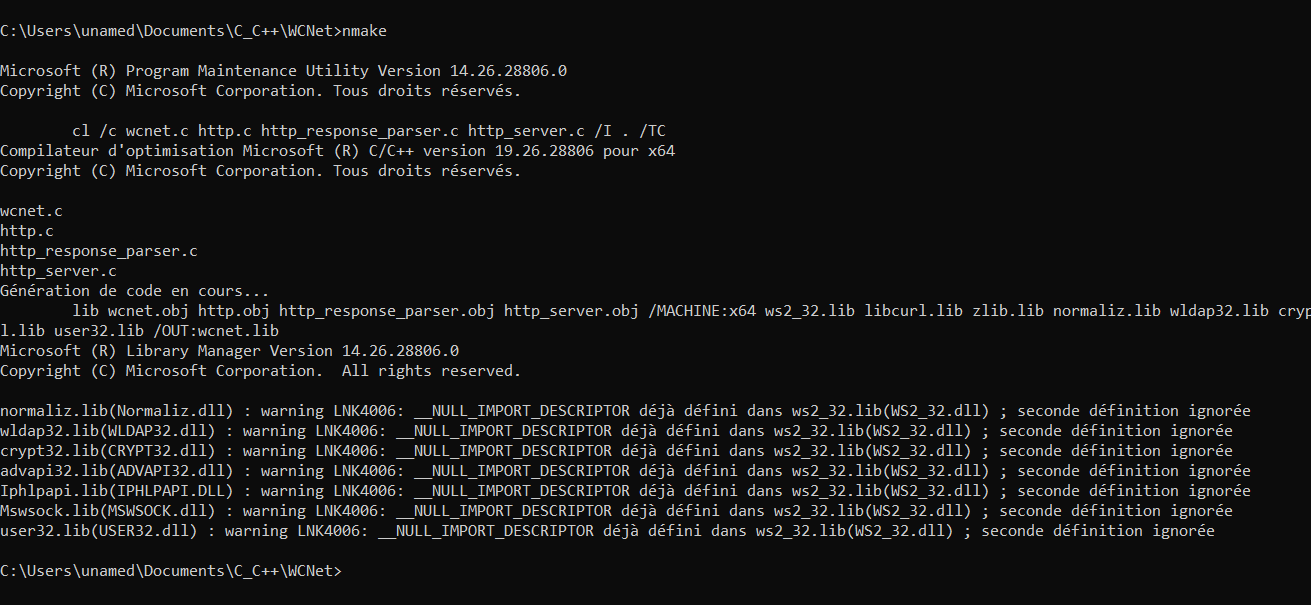 C:\Users\unamed\Documents\C_C++\WCNet>nmake
Microsoft (R) Program Maintenance Utility Version 14.26.28806.0
Copyright (C) Microsoft Corporation. Tous droits réservés.
cl /c wcnet.c http.c http_response_parser.c http_server.c /I . /TC
Compilateur d'optimisation Microsoft (R) C/C++ version 19.26.28806 pour x64
Copyright (C) Microsoft Corporation. Tous droits réservés.
wcnet.c
http.c
http_response_parser.c
http_server.c
Génération de code en cours...
lib wcnet.obj http.obj http_response_parser.obj http_server.obj /MACHINE:x64 ws2_32.lib libcurl.lib zlib.lib normaliz.lib wldap32.lib cryp
l.lib user32.lib /OUT:wcnet.lib
Microsoft (R) Library Manager Version 14.26.28806.0
Copyright (C) Microsoft Corporation.  All rights reserved.
normaliz.lib(Normaliz.dll) : warning LNK4006: __NULL_IMPORT_DESCRIPTOR déjà défini dans ws2_32.lib(WS2_32.dll) ; seconde définition ignorée
wldap32.lib(WLDAP32.dll) : warning LNK4006: __NULL_IMPORT_DESCRIPTOR déjà défini dans ws2_32.lib(WS2_32.dll) ; seconde définition ignorée
crypt32.lib(CRYPT32.dll) : warning LNK4006: __NULL_IMPORT_DESCRIPTOR déjà défini dans ws2_32.lib(WS2_32.dll) ; seconde définition ignorée
advapi32.lib(ADVAPI32.dll) : warning LNK4006: __NULL_IMPORT_DESCRIPTOR déjà défini dans ws2_32.lib(WS2_32.dll) ; seconde définition ignorée
Iphlpapi.lib(IPHLPAPI.DLL) : warning LNK4006: __NULL_IMPORT_DESCRIPTOR déjà défini dans ws2_32.lib(WS2_32.dll) ; seconde définition ignorée
Mswsock.lib(MSWSOCK.dll) : warning LNK4006: __NULL_IMPORT_DESCRIPTOR déjà défini dans ws2_32.lib(WS2_32.dll) ; seconde définition ignorée
user32.lib(USER32.dll) : warning LNK4006: __NULL_IMPORT_DESCRIPTOR déjà défini dans ws2_32.lib(WS2_32.dll) ; seconde définition ignorée
C:\Users\unamed\Documents\C_C++\WCNet>